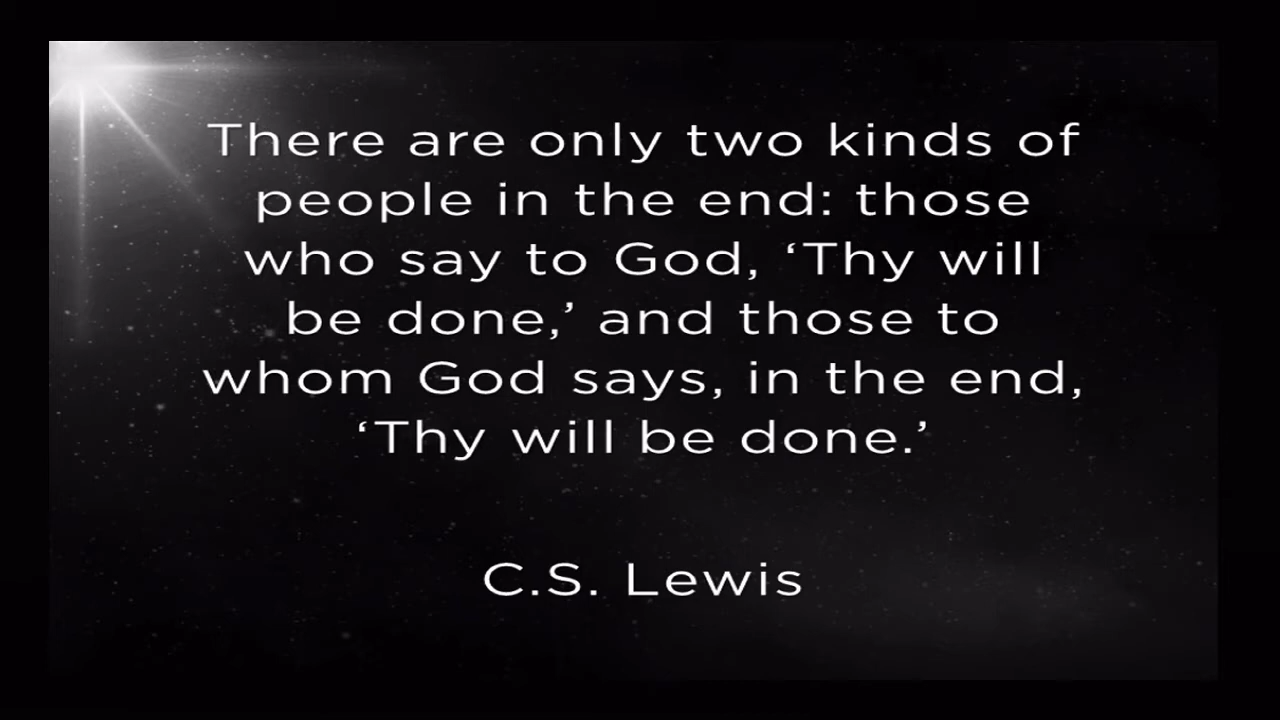 There are only two kinds of
people in the end: those
who say to God, ‘Thy will
be done,’ and those to
whom God says, in the end,
‘Thy will be done.’
C.S. Lewis